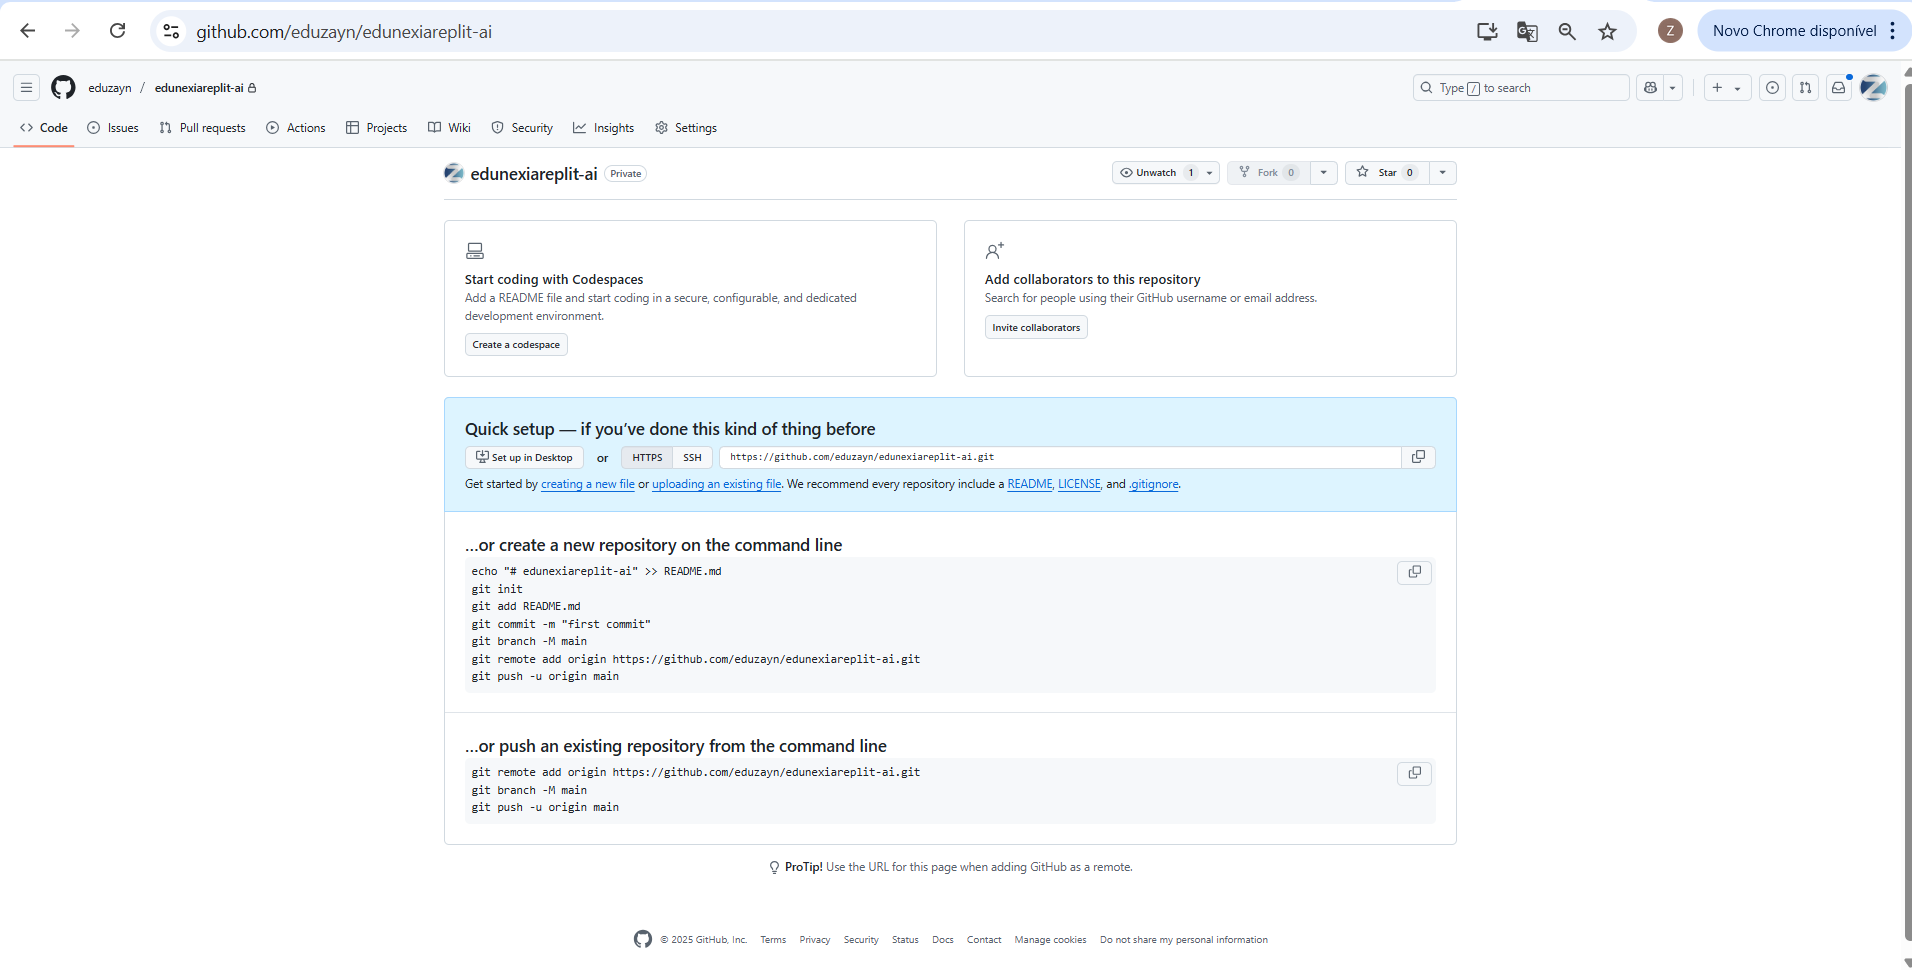 github.com/eduzayn/edunexiareplit-ai
Z
Novo Chrome disponível
eduzayn / edunexiareplit-ai
Type / to search
Code Issues Pull requests Actions Projects Wiki Security Insights Settings
edunexiareplit-ai Private
Unwatch 1 Fork 0 Star 0
Start coding with Codespaces
Add a README file and start coding in a secure, configurable, and dedicated
development environment.
Create a codespace
Add collaborators to this repository
Search for people using their GitHub username or email address.
Invite collaborators
Quick setup — if you’ve done this kind of thing before
Set up in Desktop or HTTPS SSH https://github.com/eduzayn/edunexiareplit-ai.git
Get started by creating a new file or uploading an existing file. We recommend every repository include a README, LICENSE, and .gitignore.
…or create a new repository on the command line
echo "# edunexiareplit-ai" >> README.md
git init
git add README.md
git commit -m "first commit"
git branch -M main
git remote add origin https://github.com/eduzayn/edunexiareplit-ai.git
git push -u origin main
…or push an existing repository from the command line
git remote add origin https://github.com/eduzayn/edunexiareplit-ai.git
git branch -M main
git push -u origin main
ProTip! Use the URL for this page when adding GitHub as a remote.
© 2025 GitHub, Inc. Terms Privacy Security Status Docs Contact Manage cookies Do not share my personal information